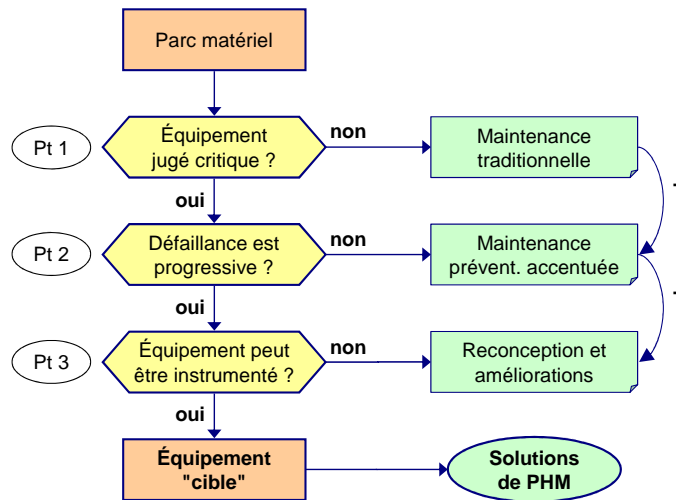 Parc matériel
Pt 1
Équipement
jugé critique ?
non
Maintenance
traditionnelle
oui
Pt 2
Défaillance est
progressive ?
non
Maintenance
prévent. accentuée
oui
Pt 3
Équipement peut
être instrumenté ?
non
Reconception et
améliorations
oui
Équipement
"cible"
Solutions
de PHM